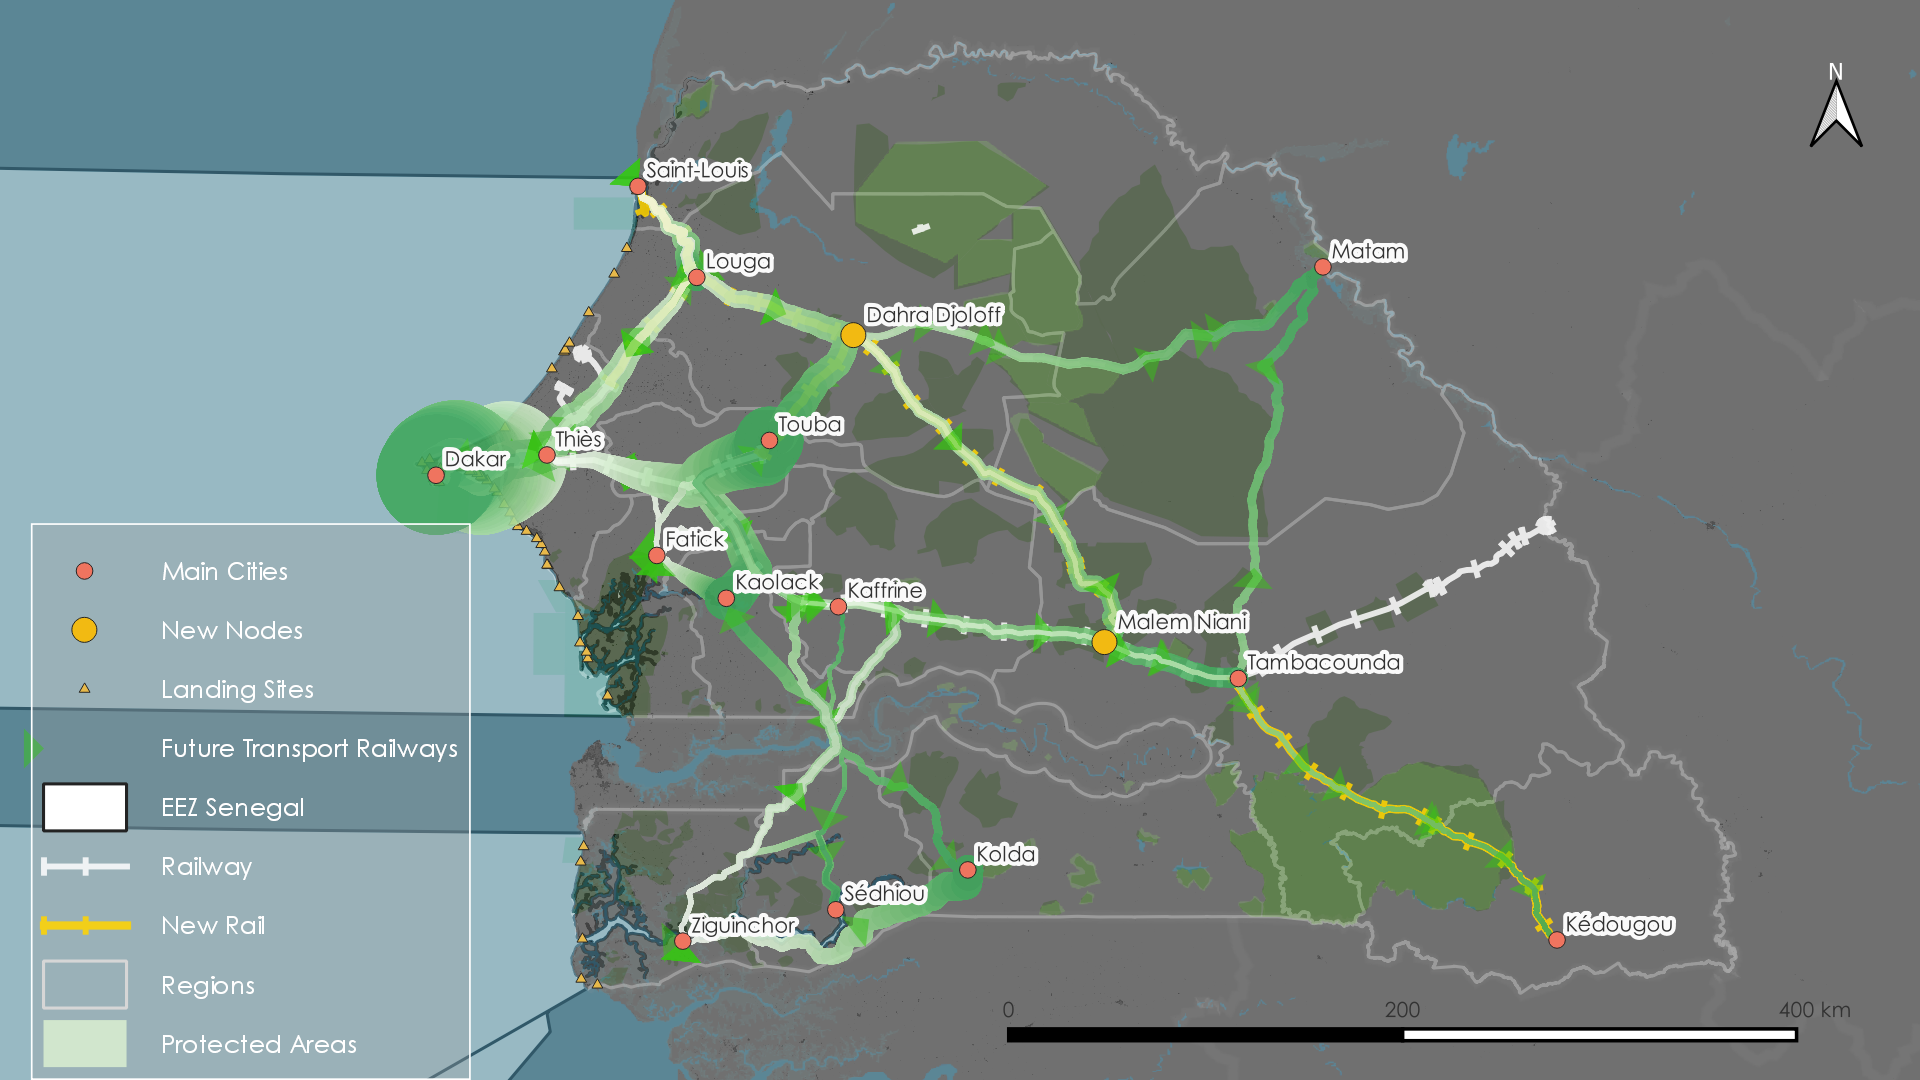 N
Saint-Louis
Matam
Louga
Dahra Djoloff
Touba
Thiès
Dakar
Fatick
Kaolack
Kaffrine
Malem Niani
Tambacounda
Kolda
Sédhiou
Ziguinchor
Kédougou
Main Cities
New Nodes
Landing Sites
Future Transport Railways
EEZ Senegal
Railway
New Rail
Regions
Protected Areas
0 200 400 km